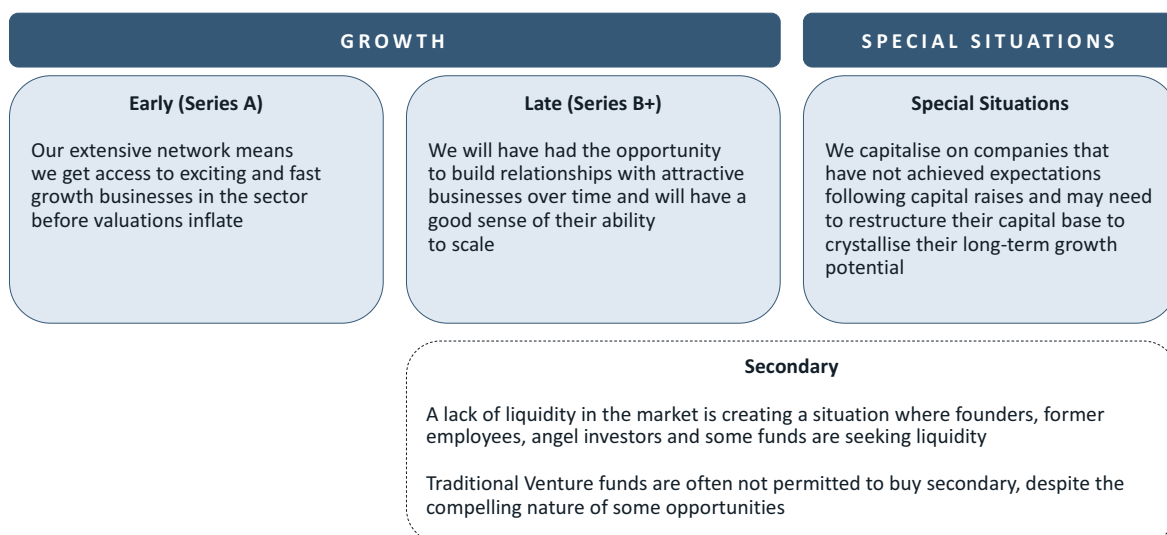 GROWTH
SPECIAL SITUATIONS
Early (Series A)
Our extensive network means
we get access to exciting and fast
growth businesses in the sector
before valuations inflate
Late (Series B+)
We will have had the opportunity
to build relationships with attractive
businesses over time and will have a
good sense of their ability
to scale
Special Situations
We capitalise on companies that
have not achieved expectations
following capital raises and may need
to restructure their capital base to
crystallise their long-term growth
potential
Secondary
A lack of liquidity in the market is creating a situation where founders, former
employees, angel investors and some funds are seeking liquidity
Traditional Venture funds are often not permitted to buy secondary, despite the
compelling nature of some opportunities